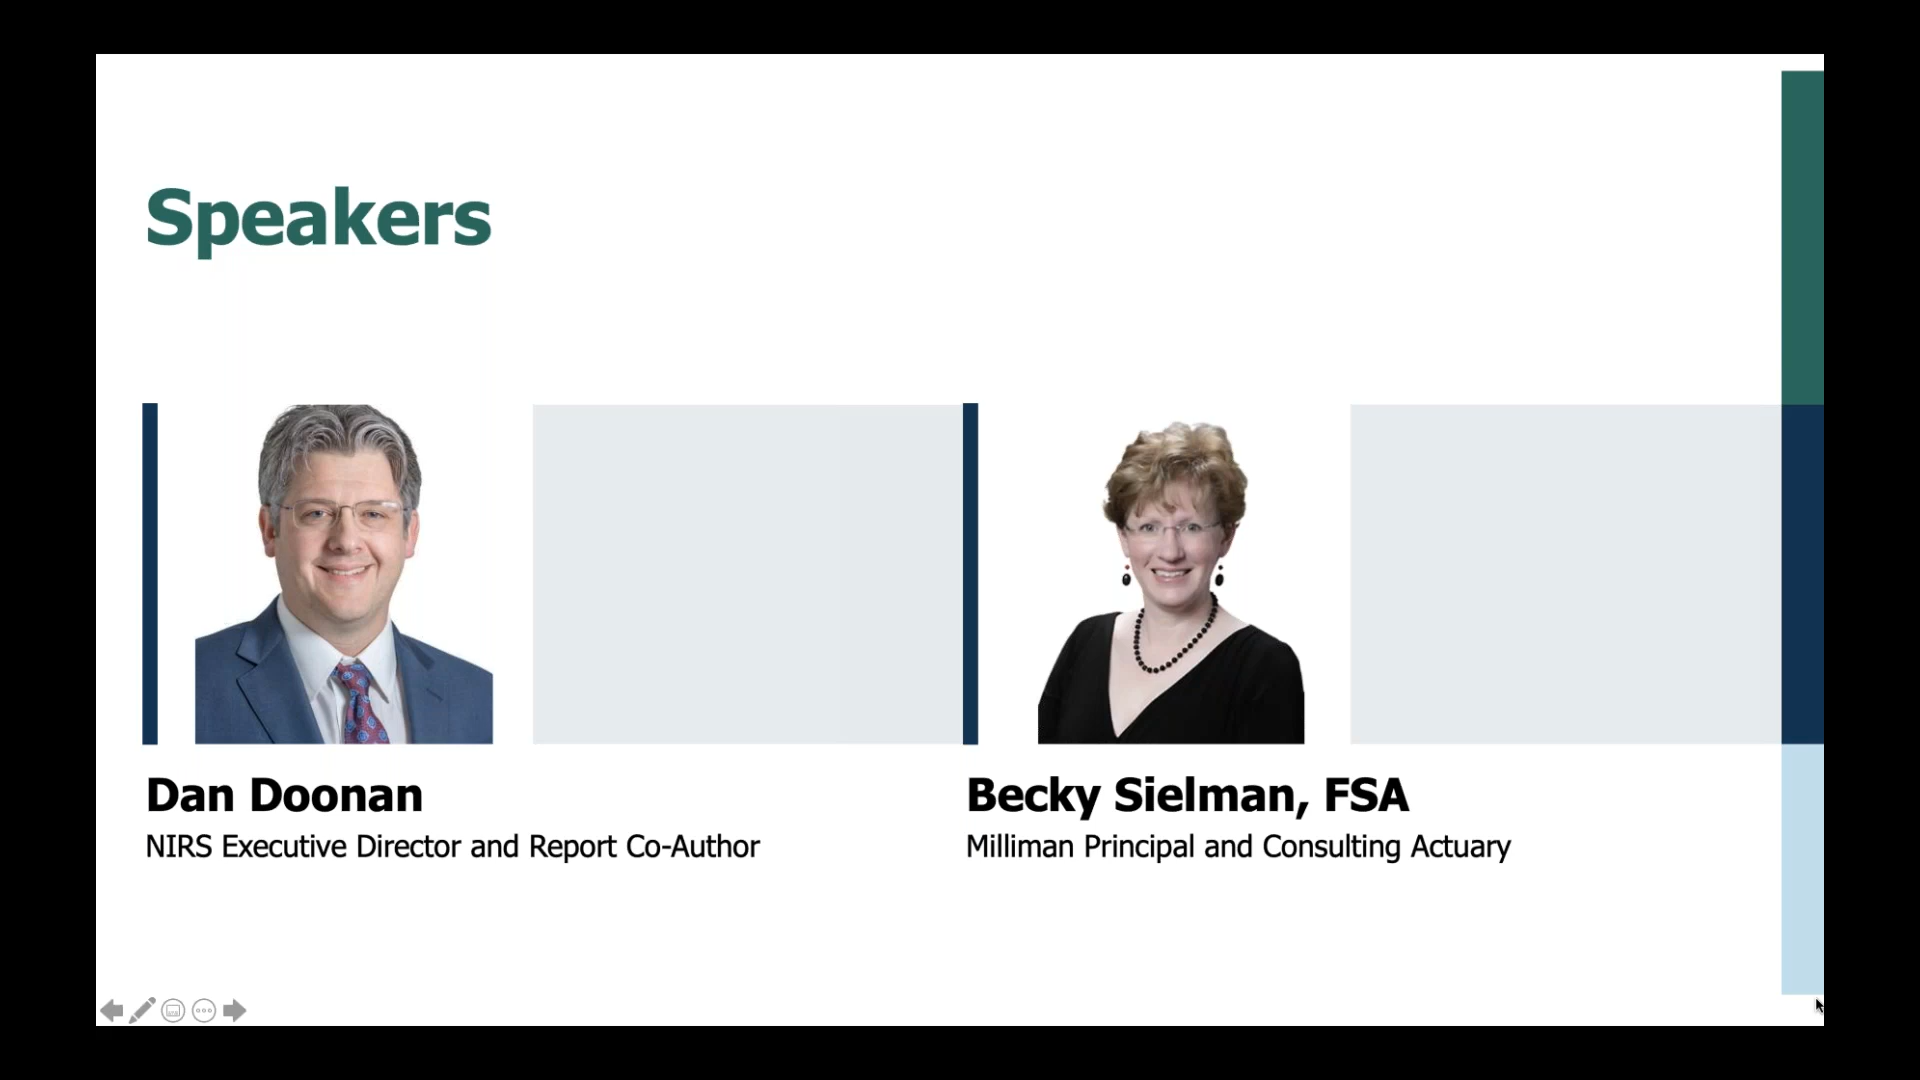 Speakers
Dan Doonan
NIRS Executive Director and Report Co-Author
Becky Sielman, FSA
Milliman Principal and Consulting Actuary